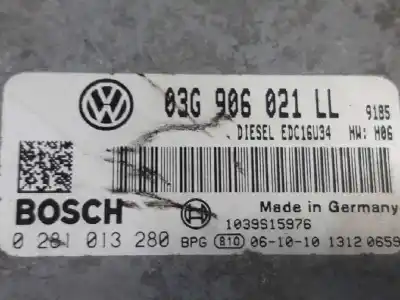 03G 906 021 LL 9185
DIESEL EDC16U34 HW: H06
BOSCH
Made in Germany
1039S15976
0 281 013 280 BPG 810 06-10-10 1312 0659